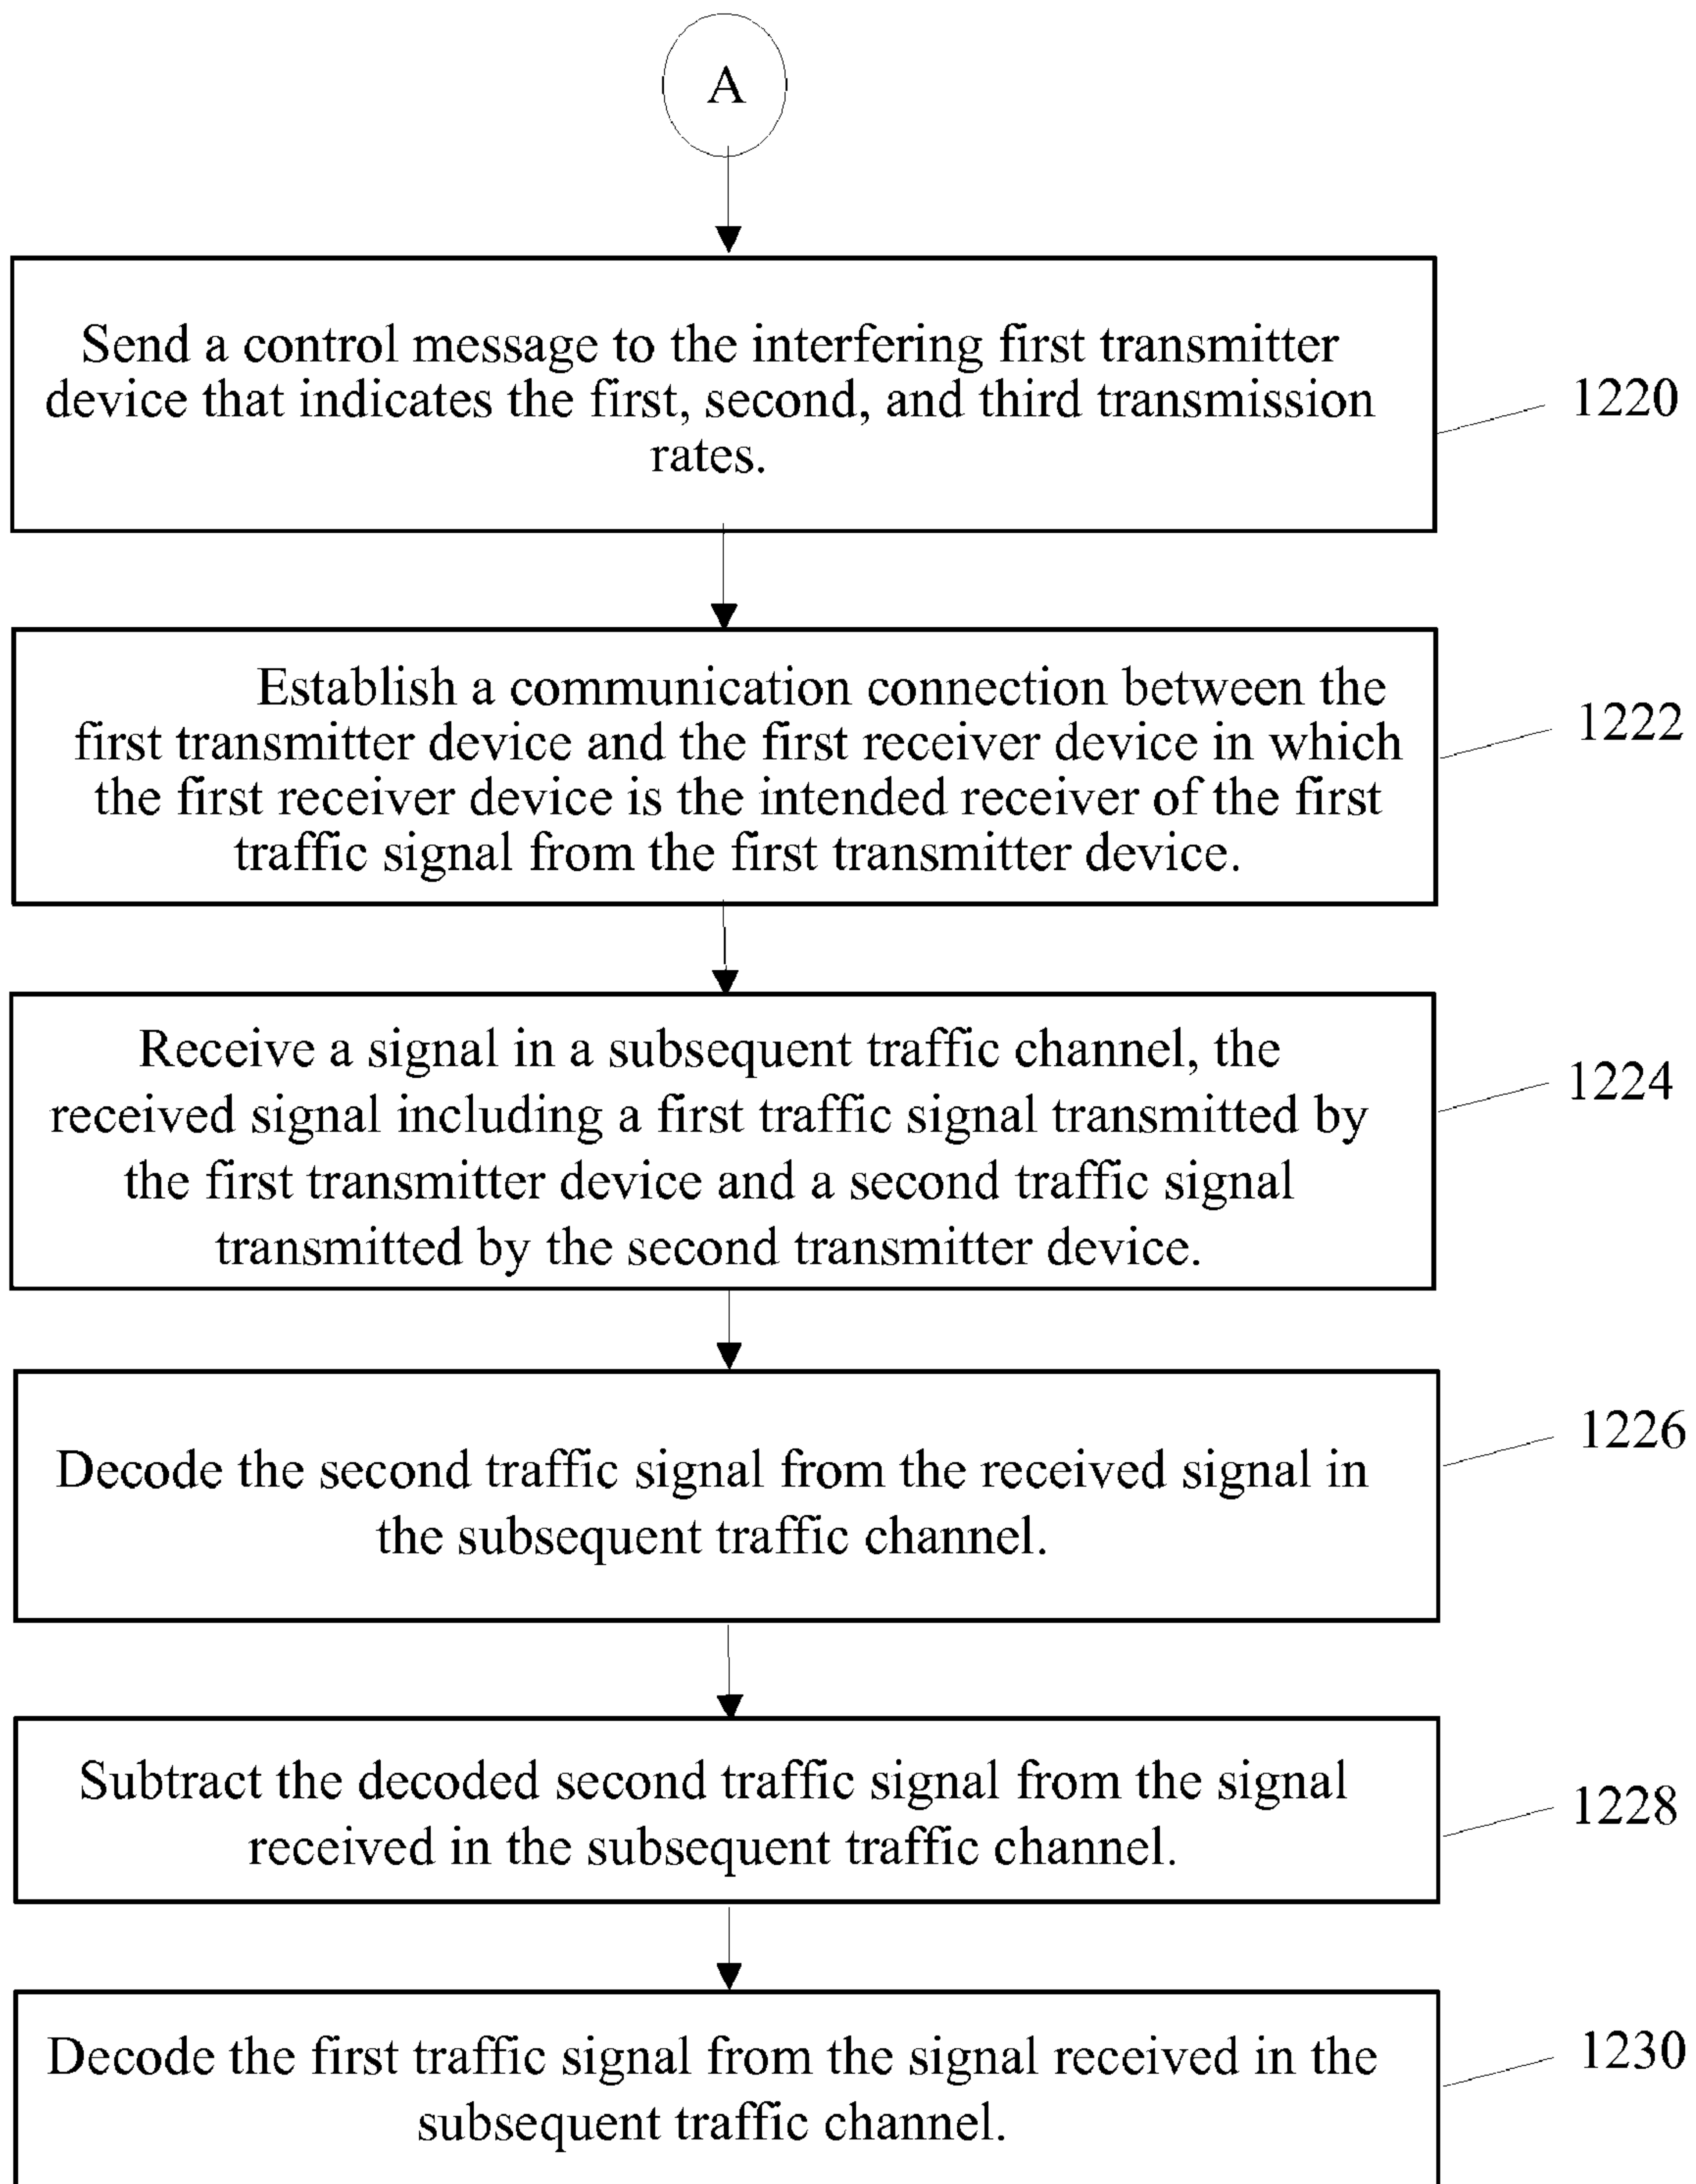 A
Send a control message to the interfering first transmitter
device that indicates the first, second, and third transmission
rates.
1220
Establish a communication connection between the
first transmitter device and the first receiver device in which
the first receiver device is the intended receiver of the first
traffic signal from the first transmitter device.
1222
Receive a signal in a subsequent traffic channel, the
received signal including a first traffic signal transmitted by
the first transmitter device and a second traffic signal
transmitted by the second transmitter device.
1224
Decode the second traffic signal from the received signal in
the subsequent traffic channel.
1226
Subtract the decoded second traffic signal from the signal
received in the subsequent traffic channel.
1228
Decode the first traffic signal from the signal received in the
subsequent traffic channel.
1230